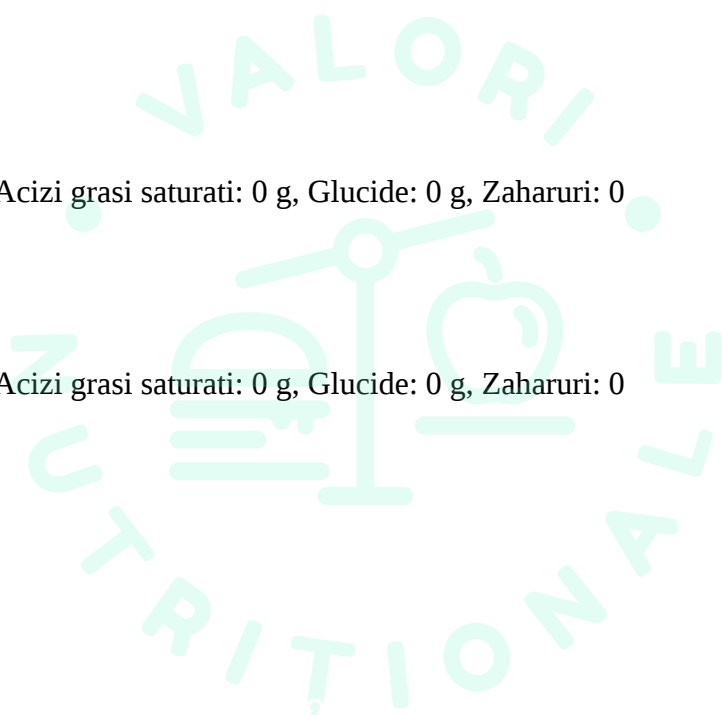 VALORI
Acizi grasi saturati: 0 g, Glucide: 0 g, Zaharuri: 0
Acizi grasi saturati: 0 g, Glucide: 0 g, Zaharuri: 0
NUTRITIONALE